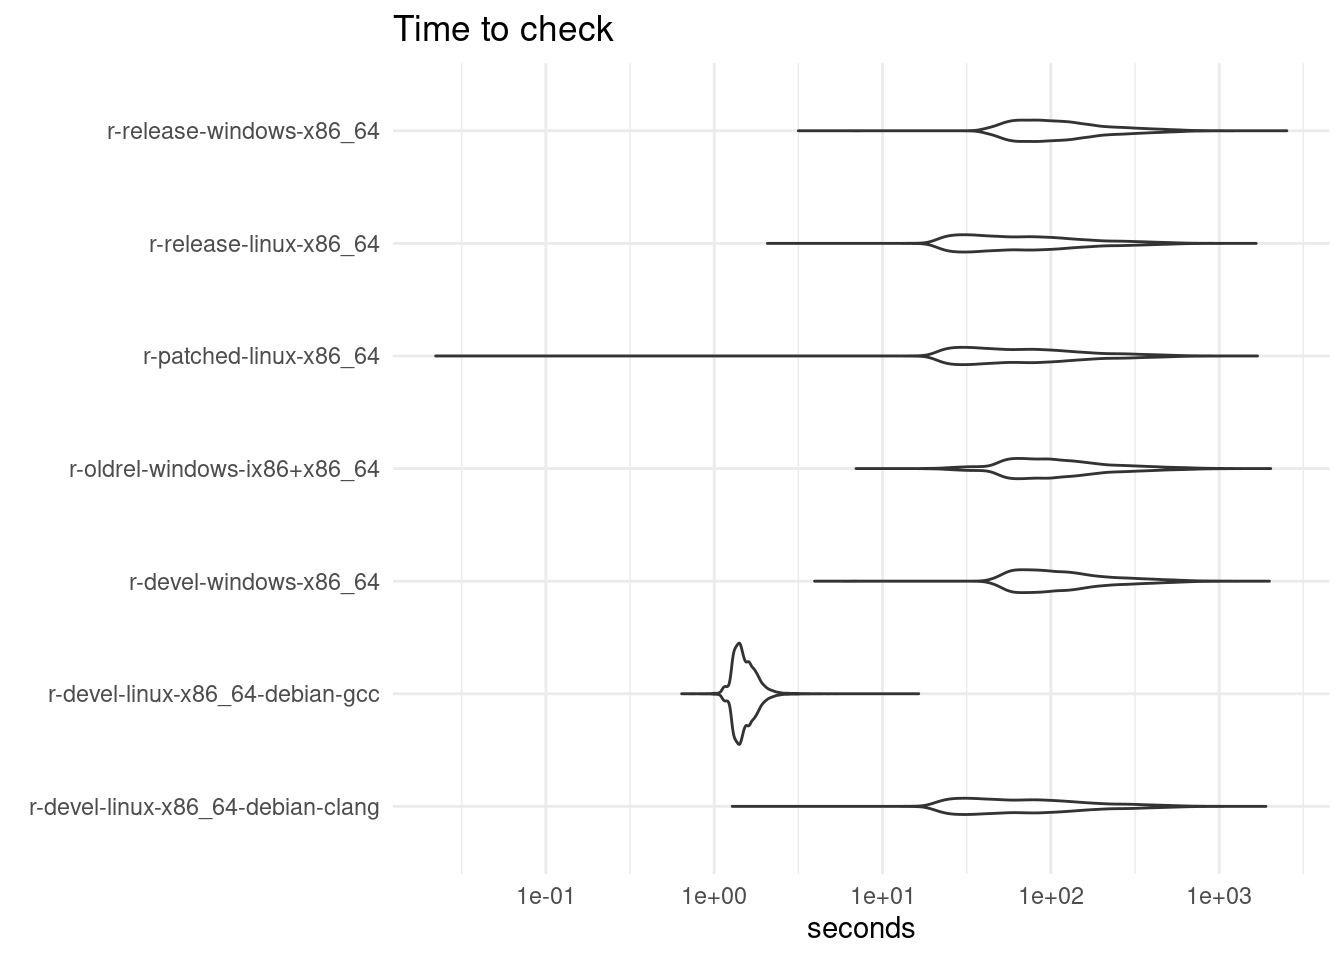 Time to check
r-release-windows-x86_64
r-release-linux-x86_64
r-patched-linux-x86_64
r-oldrel-windows-ix86+x86_64
r-devel-windows-x86_64
r-devel-linux-x86_64-debian-gcc
r-devel-linux-x86_64-debian-clang
1e-01 1e+00 1e+01 1e+02 1e+03
seconds